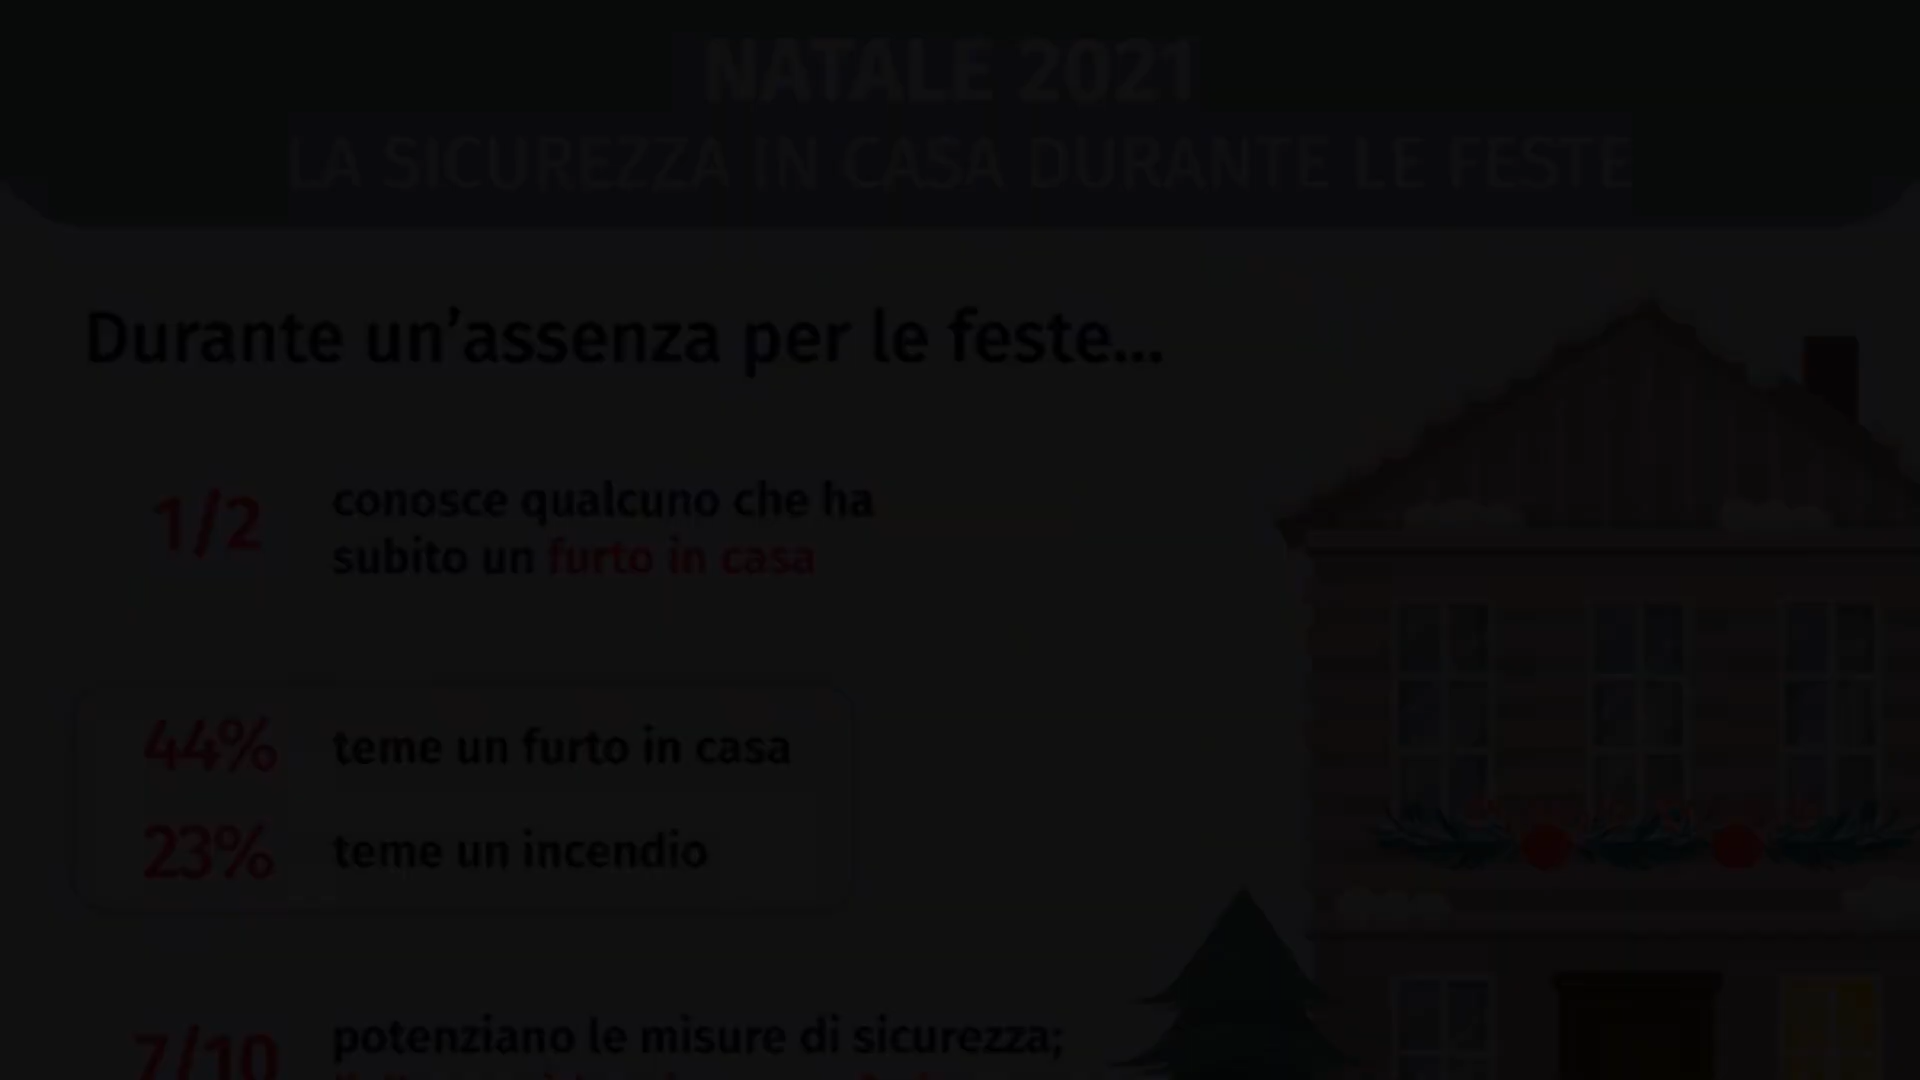 NATALE 2021
LA SICUREZZA IN CASA DURANTE LE FESTE
Durante un’assenza per le feste...
1/2
conosce qualcuno che ha
subito un furto in casa
44% teme un furto in casa
23% teme un incendio
7/10
potenziano le misure di sicurezza;